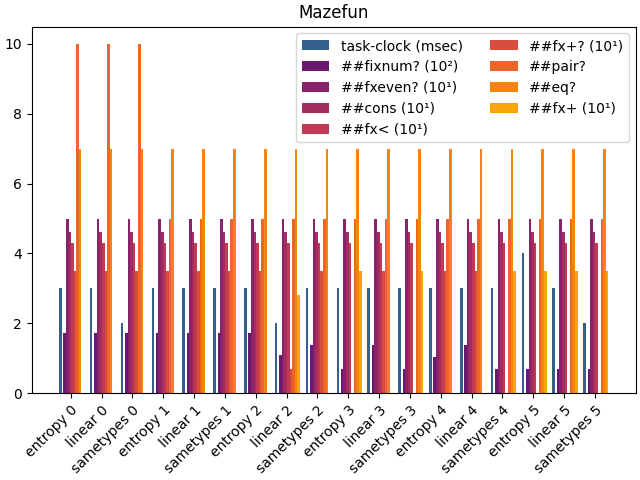 Mazefun
10
8
6
4
2
0
task-clock (msec)
##fixnum? (10²)
##fxeven? (10¹)
##cons (10¹)
##fx< (10¹)
##fx+? (10¹)
##pair?
##eq?
##fx+ (10¹)
entropy 0
linear 0
sametypes 0
entropy 1
linear 1
sametypes 1
entropy 2
linear 2
sametypes 2
entropy 3
linear 3
sametypes 3
entropy 4
linear 4
sametypes 4
entropy 5
linear 5
sametypes 5